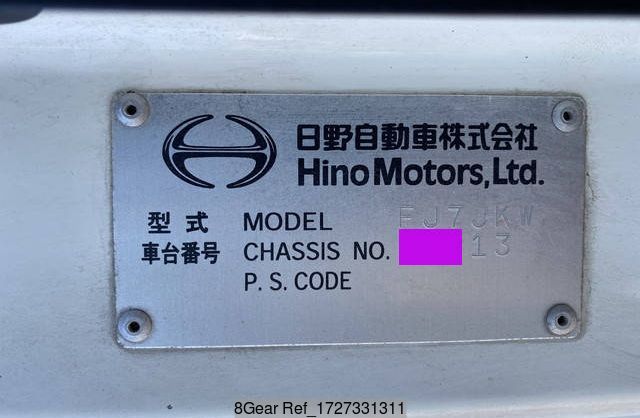 日野自動車株式会社
Hino Motors, Ltd.
型式 MODEL FJ7JKW
車台番号 CHASSIS NO. 13
P. S. CODE
8Gear Ref_1727331311